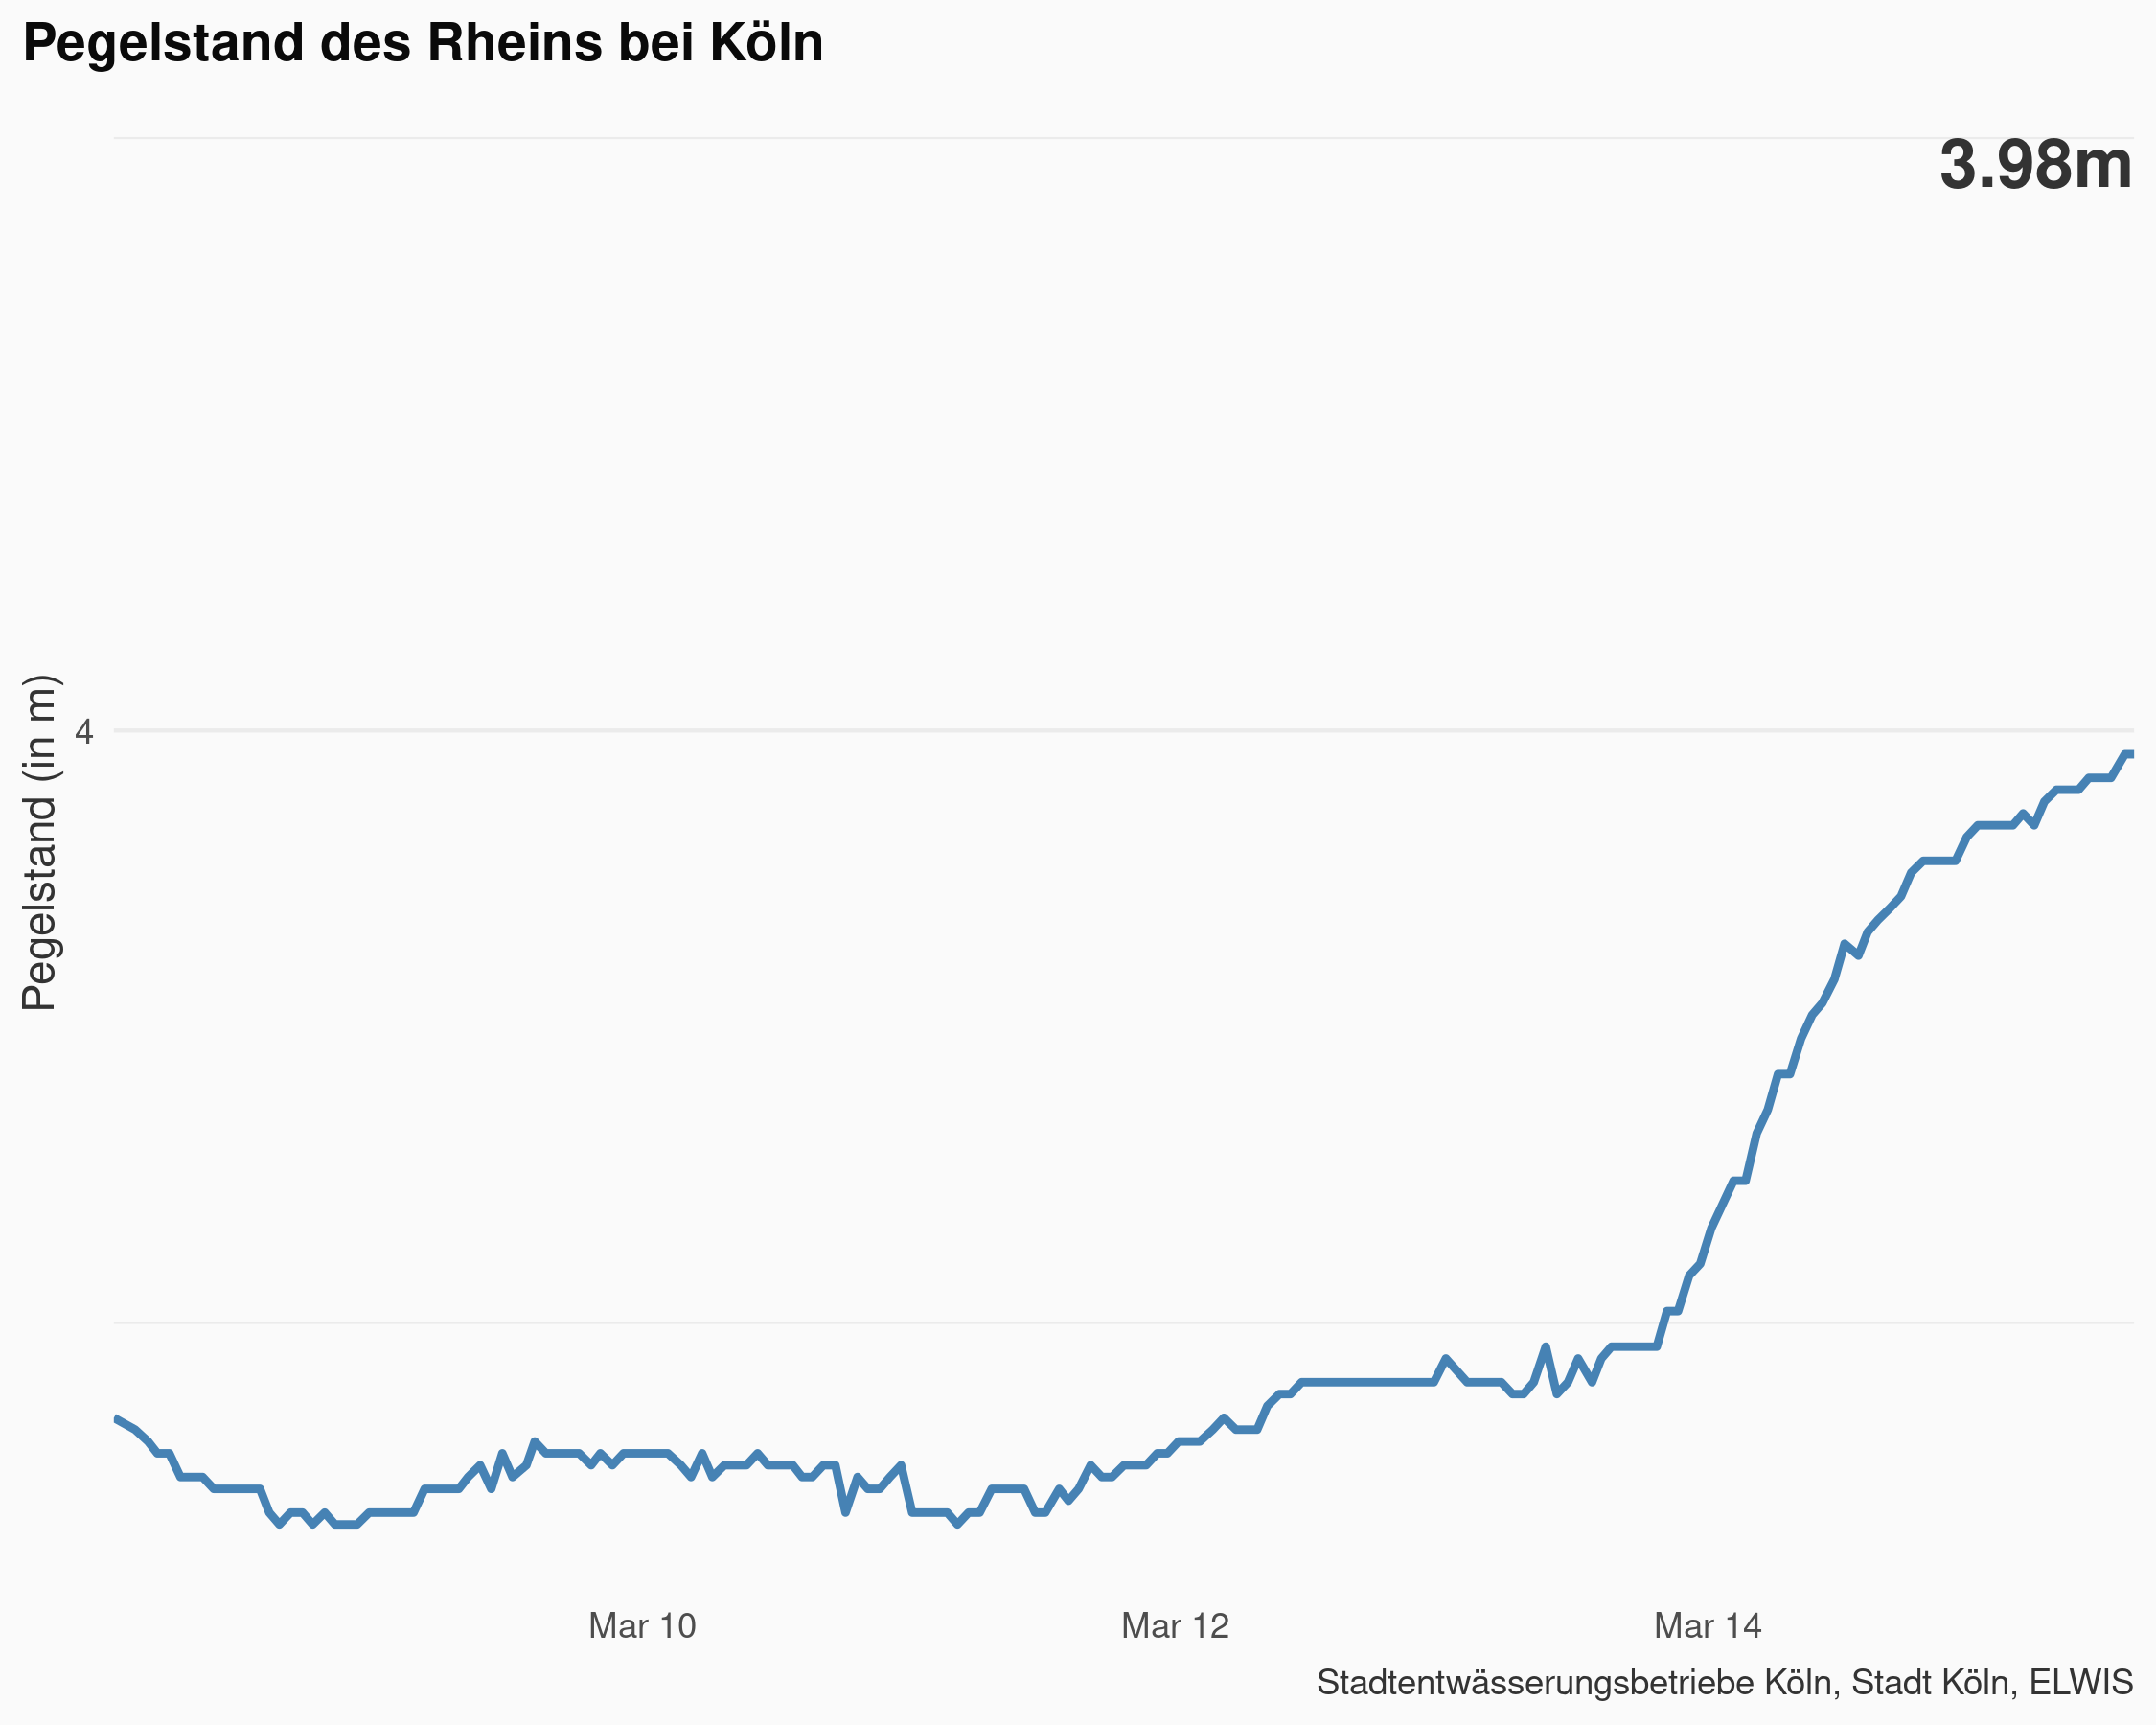 Pegelstand des Rheins bei Köln
3.98m
Pegelstand (in m)
4
Mar 10
Mar 12
Mar 14
Stadtentwässerungsbetriebe Köln, Stadt Köln, ELWIS